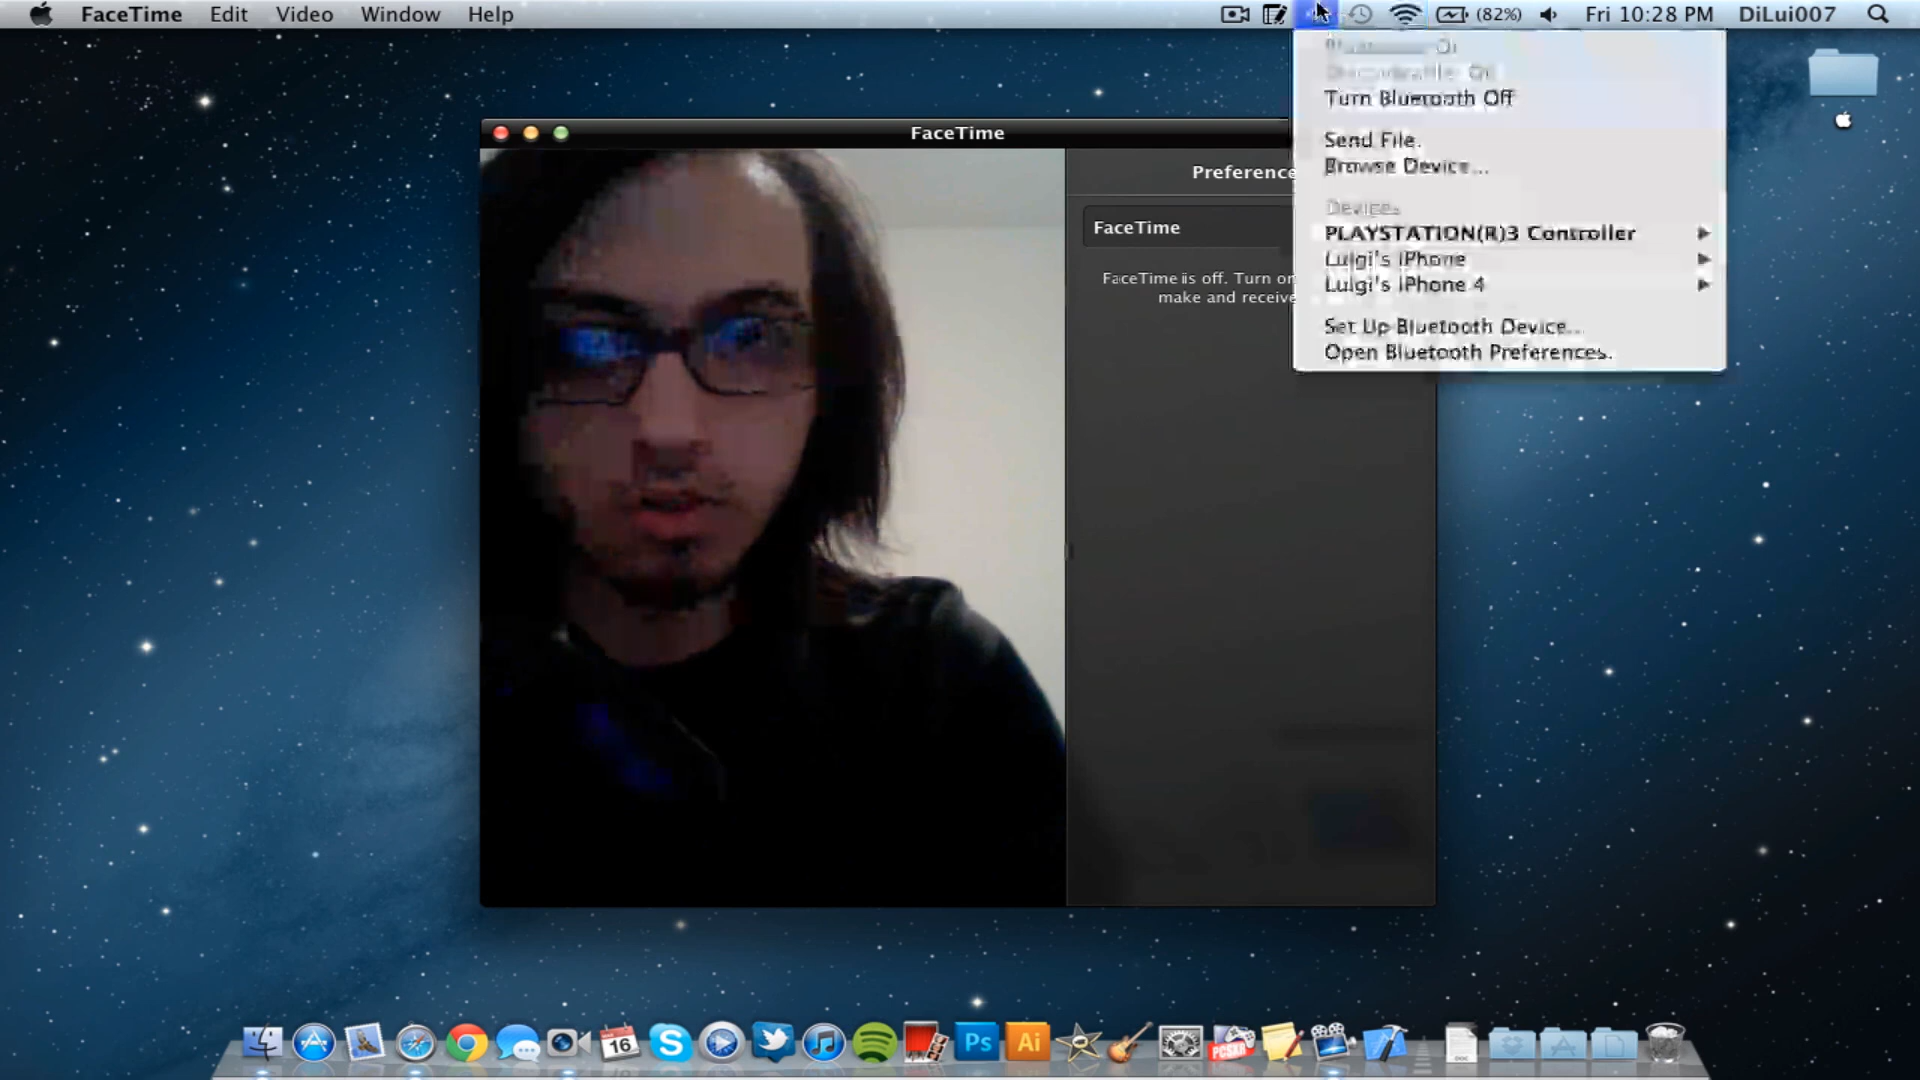 FaceTime Edit Video Window Help (82%) Fri 10:28 PM DiLui007
Turn Bluetooth Off
Send File.
Browse Device...
Devices
PLAYSTATION(R)3 Controller
Luigi's iPhone
Luigi's iPhone 4
Set Up Bluetooth Device...
Open Bluetooth Preferences.
FaceTime
Preference
FaceTime
FaceTime is off. Turn on
make and receive
16
Ps
Ai
PCSXR
DOC